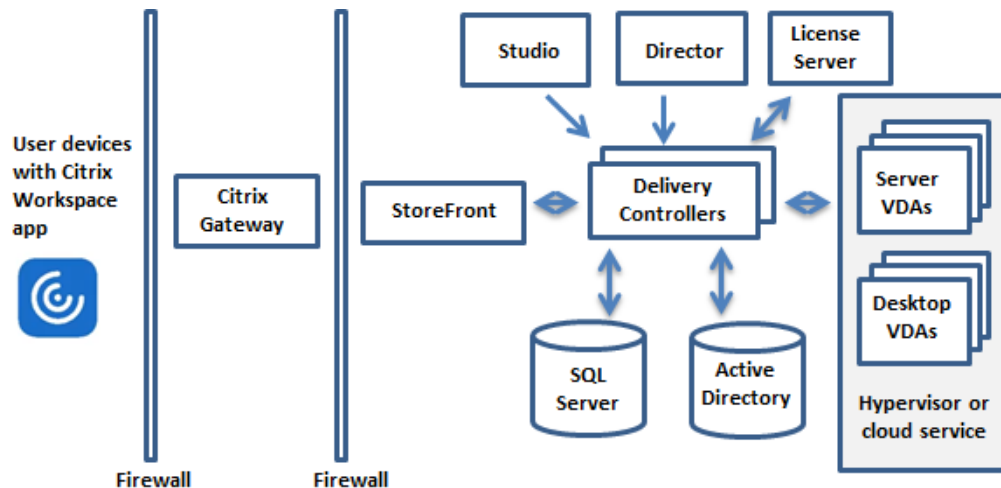 User devices
with Citrix
Workspace
app
Firewall
Citrix
Gateway
Firewall
StoreFront
Studio
Director
License
Server
Delivery
Controllers
SQL
Server
Active
Directory
Server
VDAs
Desktop
VDAs
Hypervisor or
cloud service